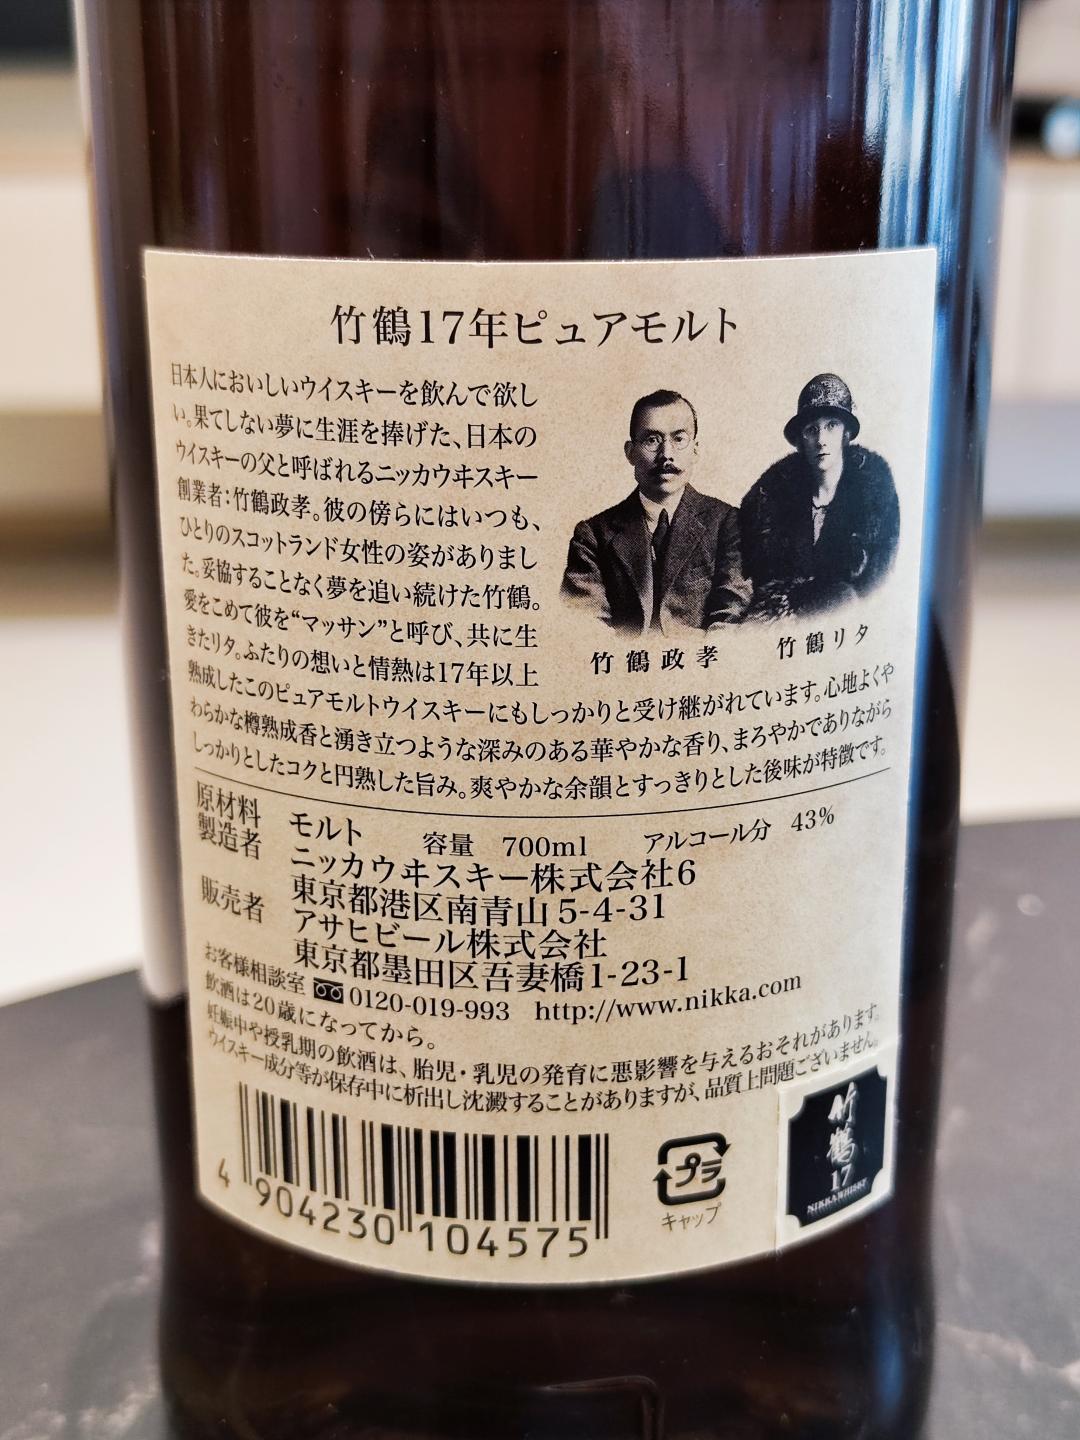 竹鶴17年ピュアモルト
日本人においしいウイスキーを飲んで欲し
い。果てしない夢に生涯を捧げた、日本の
ウイスキーの父と呼ばれるニッカウヰスキー
創業者：竹鶴政孝。彼の傍らにはいつも、
ひとりのスコットランド女性の姿がありまし
た。妥協することなく夢を追い続けた竹鶴。
愛をこめて彼を“マッサン”と呼び、共に生
きたリタ。ふたりの想いと情熱は17年以上
熟成したこのピュアモルトウイスキーにもしっかりと受け継がれています。心地よくや
わらかな樽熟成香と湧き立つような深みのある華やかな香り、まろやかでありながら
しっかりとしたコクと円熟した旨み。爽やかな余韻とすっきりとした後味が特徴です。
竹鶴政孝 竹鶴リタ
原材料 モルト 容量 700ml アルコール分 43%
製造者 ニッカウヰスキー株式会社6
東京都港区南青山5-4-31
販売者 アサヒビール株式会社
東京都墨田区吾妻橋1-23-1
お客様相談室 0120-019-993 http://www.nikka.com
飲酒は20歳になってから。
妊娠中や授乳期の飲酒は、胎児・乳児の発育に悪影響を与えるおそれがあります。
ウイスキー成分等が保存中に析出し沈澱することがありますが、品質上問題ございません。
4 904230 104575
プラ
キャップ
竹鶴
17
NIKKA WHISKY